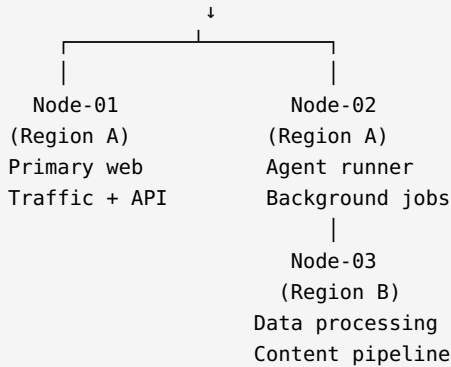 Node-01
(Region A)
Primary web
Traffic + API
Node-02
(Region A)
Agent runner
Background jobs
Node-03
(Region B)
Data processing
Content pipeline